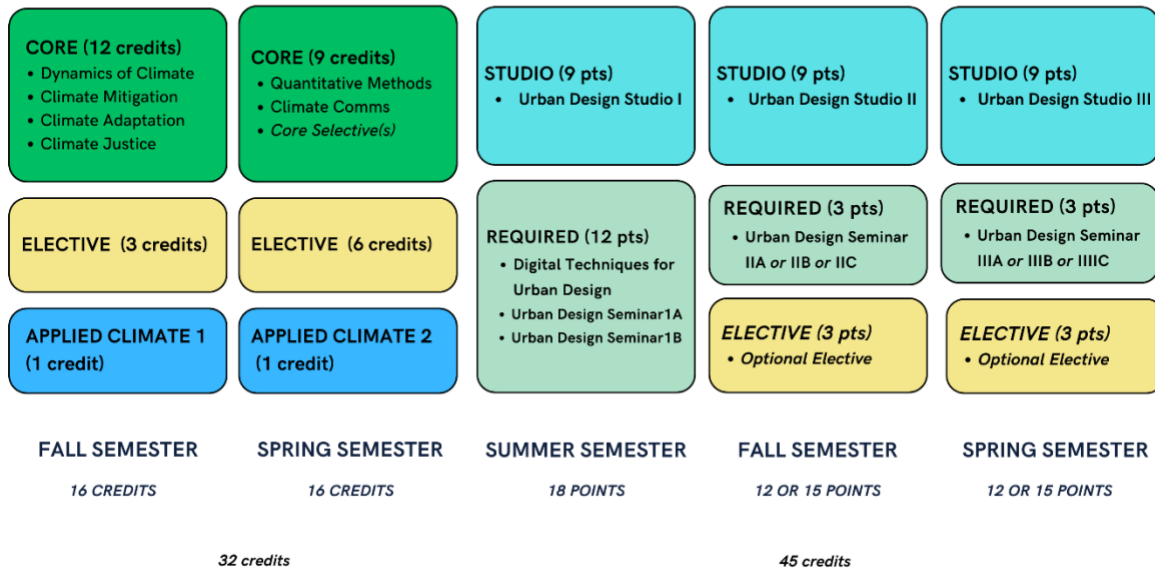 CORE (12 credits)
• Dynamics of Climate
• Climate Mitigation
• Climate Adaptation
• Climate Justice
ELECTIVE (3 credits)
APPLIED CLIMATE 1
(1 credit)
FALL SEMESTER
16 CREDITS
CORE (9 credits)
• Quantitative Methods
• Climate Comms
• Core Selective(s)
ELECTIVE (6 credits)
APPLIED CLIMATE 2
(1 credit)
SPRING SEMESTER
16 CREDITS
32 credits
STUDIO (9 pts)
• Urban Design Studio I
REQUIRED (12 pts)
• Digital Techniques for
Urban Design
• Urban Design Seminar1A
• Urban Design Seminar1B
SUMMER SEMESTER
18 POINTS
STUDIO (9 pts)
• Urban Design Studio II
REQUIRED (3 pts)
• Urban Design Seminar
IIA or IIB or IIC
ELECTIVE (3 pts)
• Optional Elective
FALL SEMESTER
12 OR 15 POINTS
STUDIO (9 pts)
• Urban Design Studio III
REQUIRED (3 pts)
• Urban Design Seminar
IIIA or IIIB or IIIIC
ELECTIVE (3 pts)
• Optional Elective
SPRING SEMESTER
12 OR 15 POINTS
45 credits